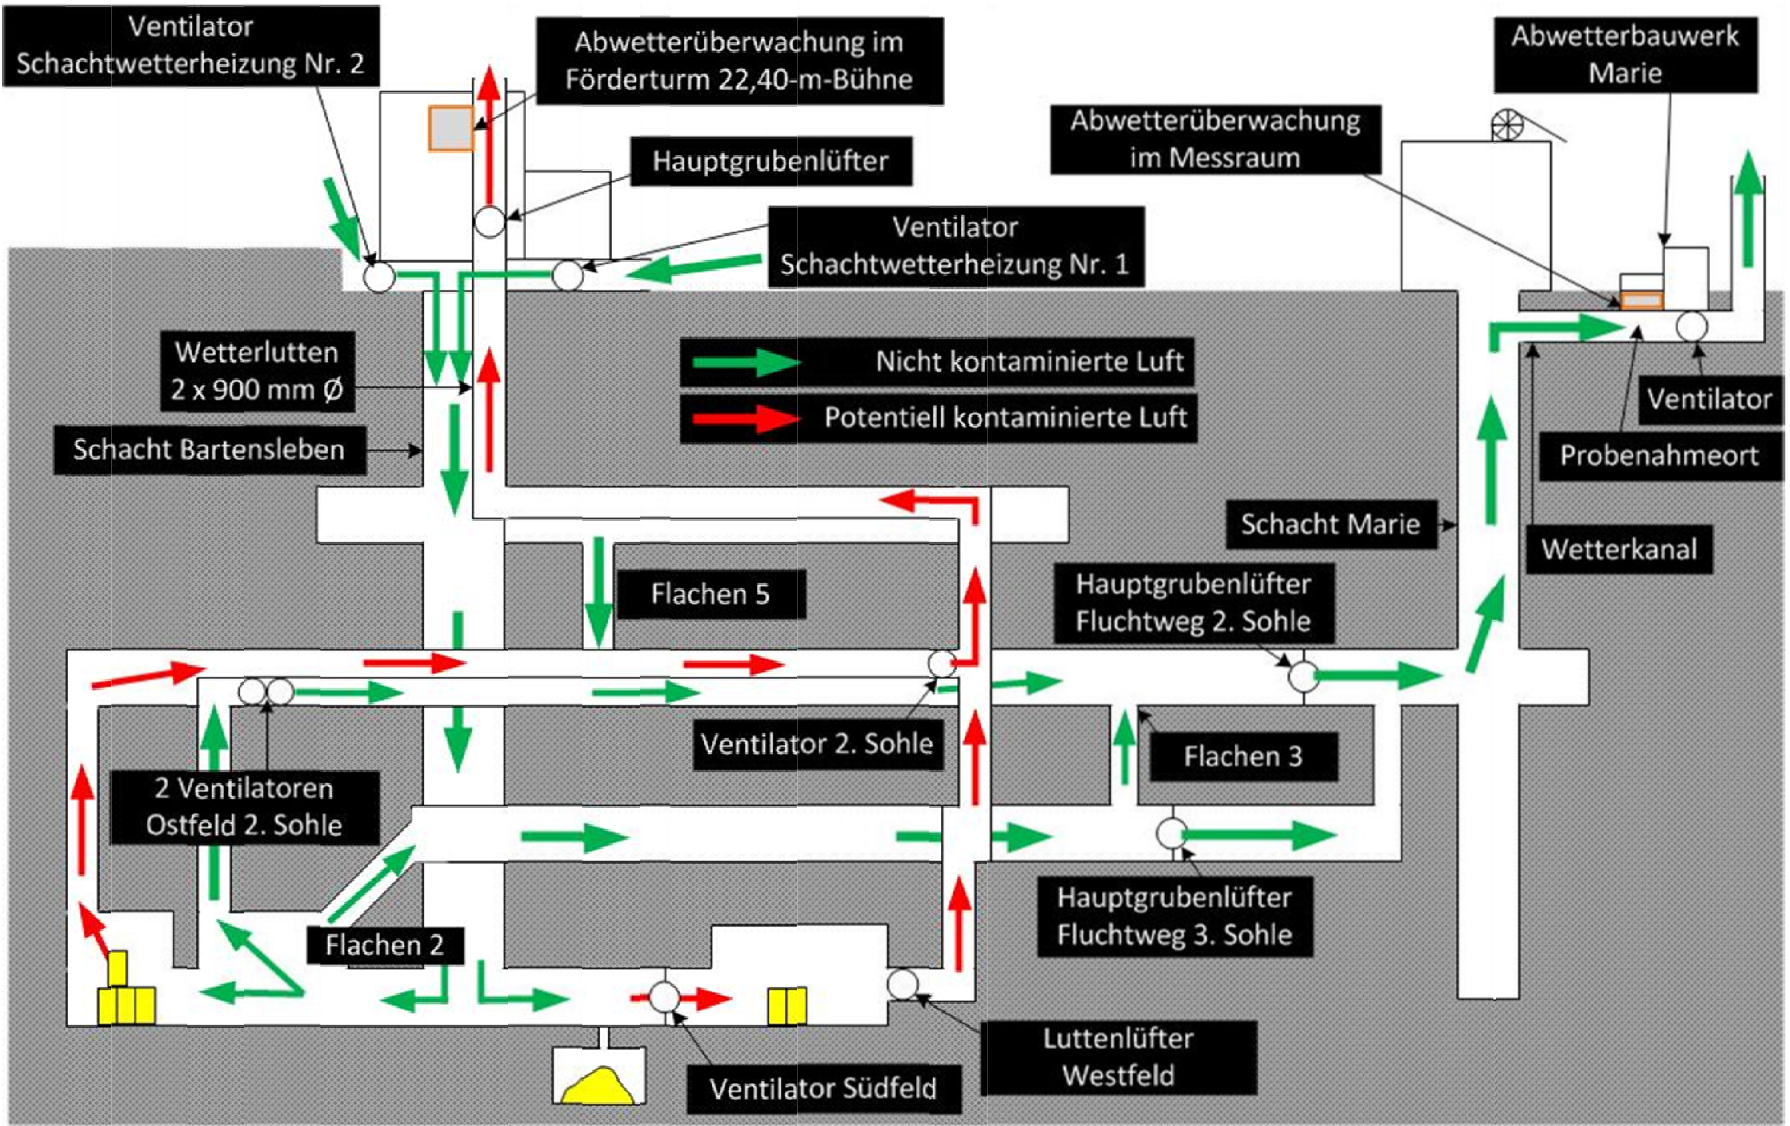 Ventilator
Schachtwetterheizung Nr. 2
Abwetterüberwachung im
Förderturm 22,40-m-Bühne
Abwetterbauwerk
Marie
Abwetterüberwachung
im Messraum
Hauptgrubenlüfter
Ventilator
Schachtwetterheizung Nr. 1
Wetterlutten
2 x 900 mm Ø
Nicht kontaminierte Luft
Potentiell kontaminierte Luft
Ventilator
Schacht Bartensleben
Probenahmeort
Schacht Marie
Wetterkanal
Flachen 5
Hauptgrubenlüfter
Fluchtweg 2. Sohle
Ventilator 2. Sohle
Flachen 3
2 Ventilatoren
Ostfeld 2. Sohle
Flachen 2
Hauptgrubenlüfter
Fluchtweg 3. Sohle
Luttenlüfter
Westfeld
Ventilator Südfeld